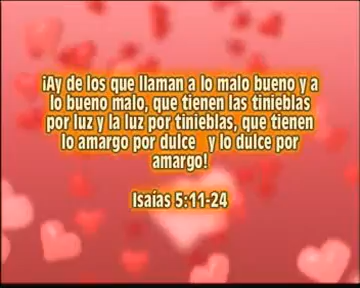 ¡Ay de los que llaman a lo malo bueno y a
lo bueno malo, que tienen las tinieblas
por luz y la luz por tinieblas, que tienen
lo amargo por dulce y lo dulce por
amargo!
Isaías 5:11-24